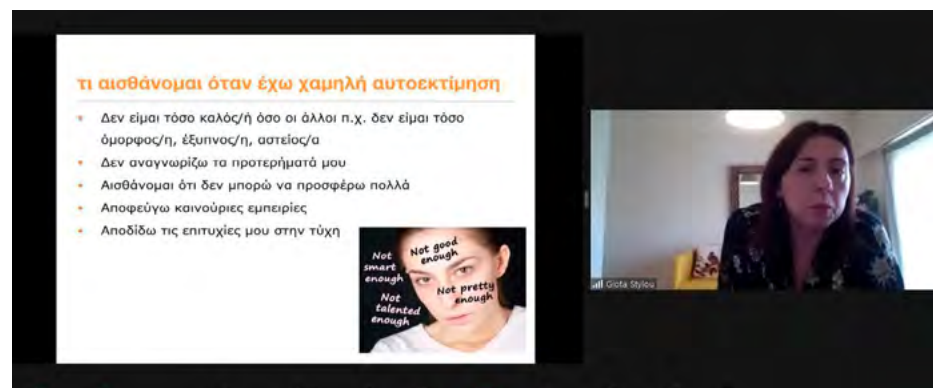 τι αισθάνομαι όταν έχω χαμηλή αυτοεκτίμηση
Δεν είμαι τόσο καλός/ή όσο οι άλλοι π.χ. δεν είμαι τόσο
όμορφος/η, έξυπνος/η, αστείος/α
Δεν αναγνωρίζω τα προτερήματά μου
Αισθάνομαι ότι δεν μπορώ να προσφέρω πολλά
Αποφεύγω καινούριες εμπειρίες
Αποδίδω τις επιτυχίες μου στην τύχη
Not
smart
enough
Not good
enough
Not pretty
enough
Not
talented
enough
Giota Stylou